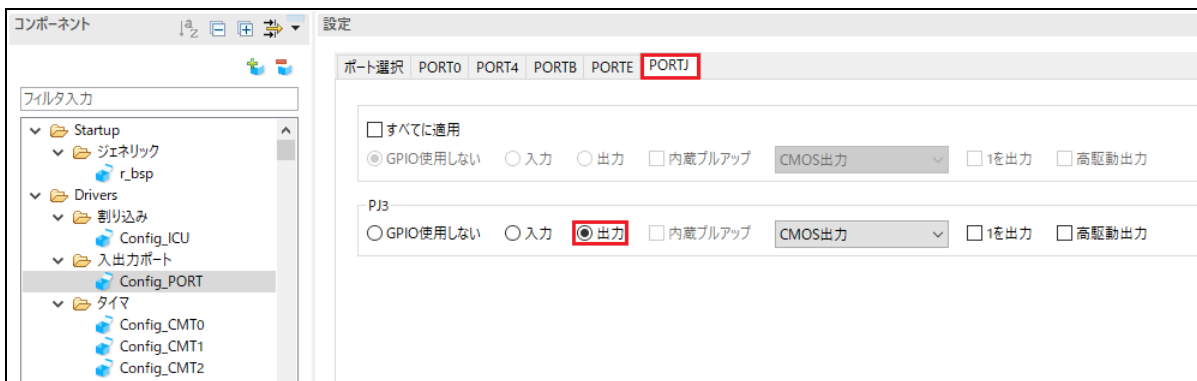 コンポーネント
設定
ポート選択 PORT0 PORT4 PORTB PORTE PORTJ
フィルタ入力
Startup
ジェネリック
r_bsp
Drivers
割り込み
Config_ICU
入出力ポート
Config_PORT
タイマ
Config_CMT0
Config_CMT1
Config_CMT2
すべてに適用
GPIO使用しない 入力 出力 内蔵プルアップ CMOS出力 1を出力 高駆動出力
PJ3
GPIO使用しない 入力 出力 内蔵プルアップ CMOS出力 1を出力 高駆動出力